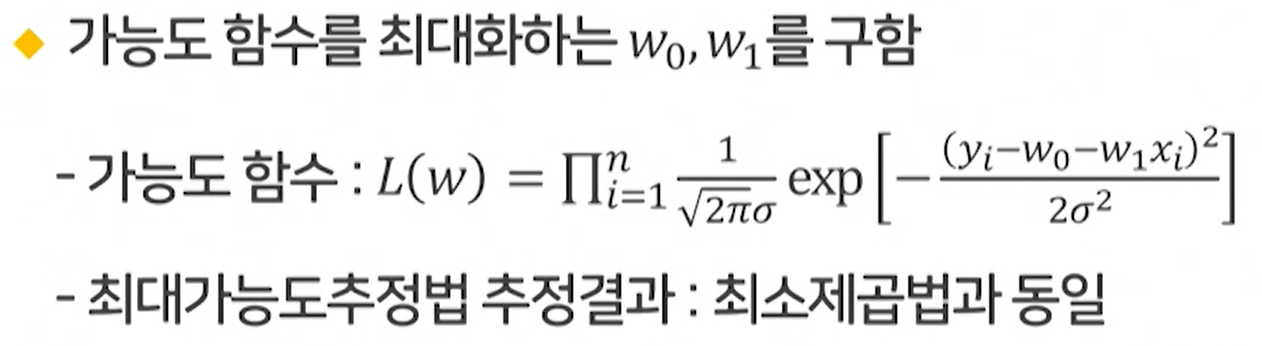 ◆ 가능도 함수를 최대화하는 w₀, w₁를 구함
- 가능도 함수 : L(w) = ∏ⁿᵢ₌₁ 1/(√(2π)σ) exp[−(yᵢ−w₀−w₁xᵢ)²/(2σ²)]
- 최대가능도추정법 추정결과 : 최소제곱법과 동일